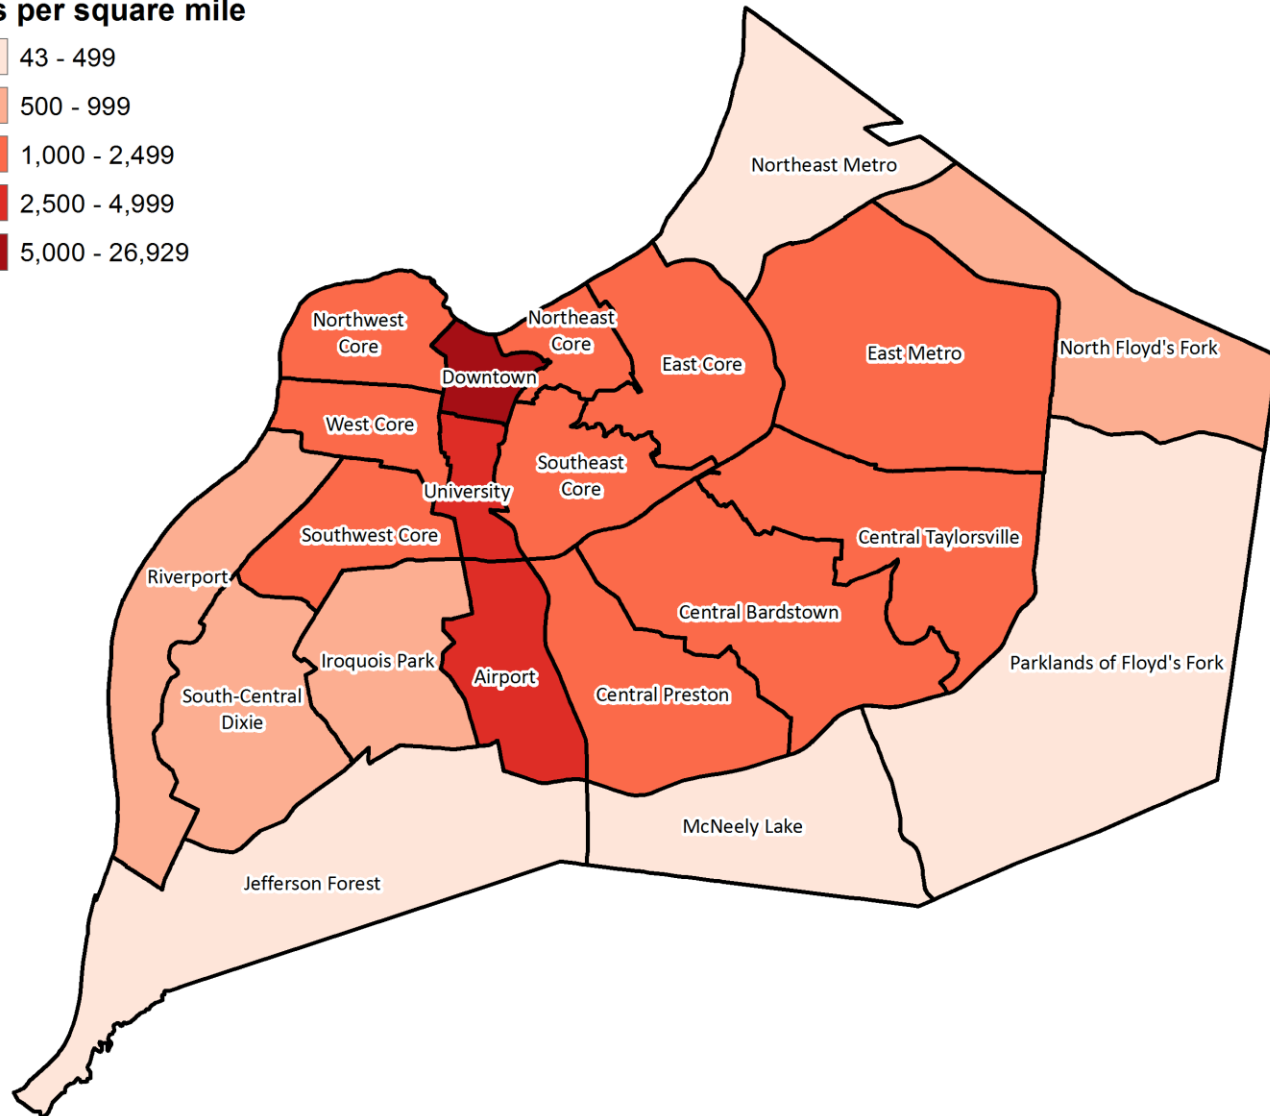 per square mile
43 - 499
500 - 999
1,000 - 2,499
2,500 - 4,999
5,000 - 26,929
Northeast Metro
Northwest
Core
Northeast
Core
East Core
East Metro
North Floyd's Fork
Downtown
West Core
Southeast
Core
University
Southwest Core
Central Taylorsville
Riverport
Central Bardstown
Iroquois Park
Airport
Parklands of Floyd's Fork
South-Central
Dixie
Central Preston
McNeely Lake
Jefferson Forest